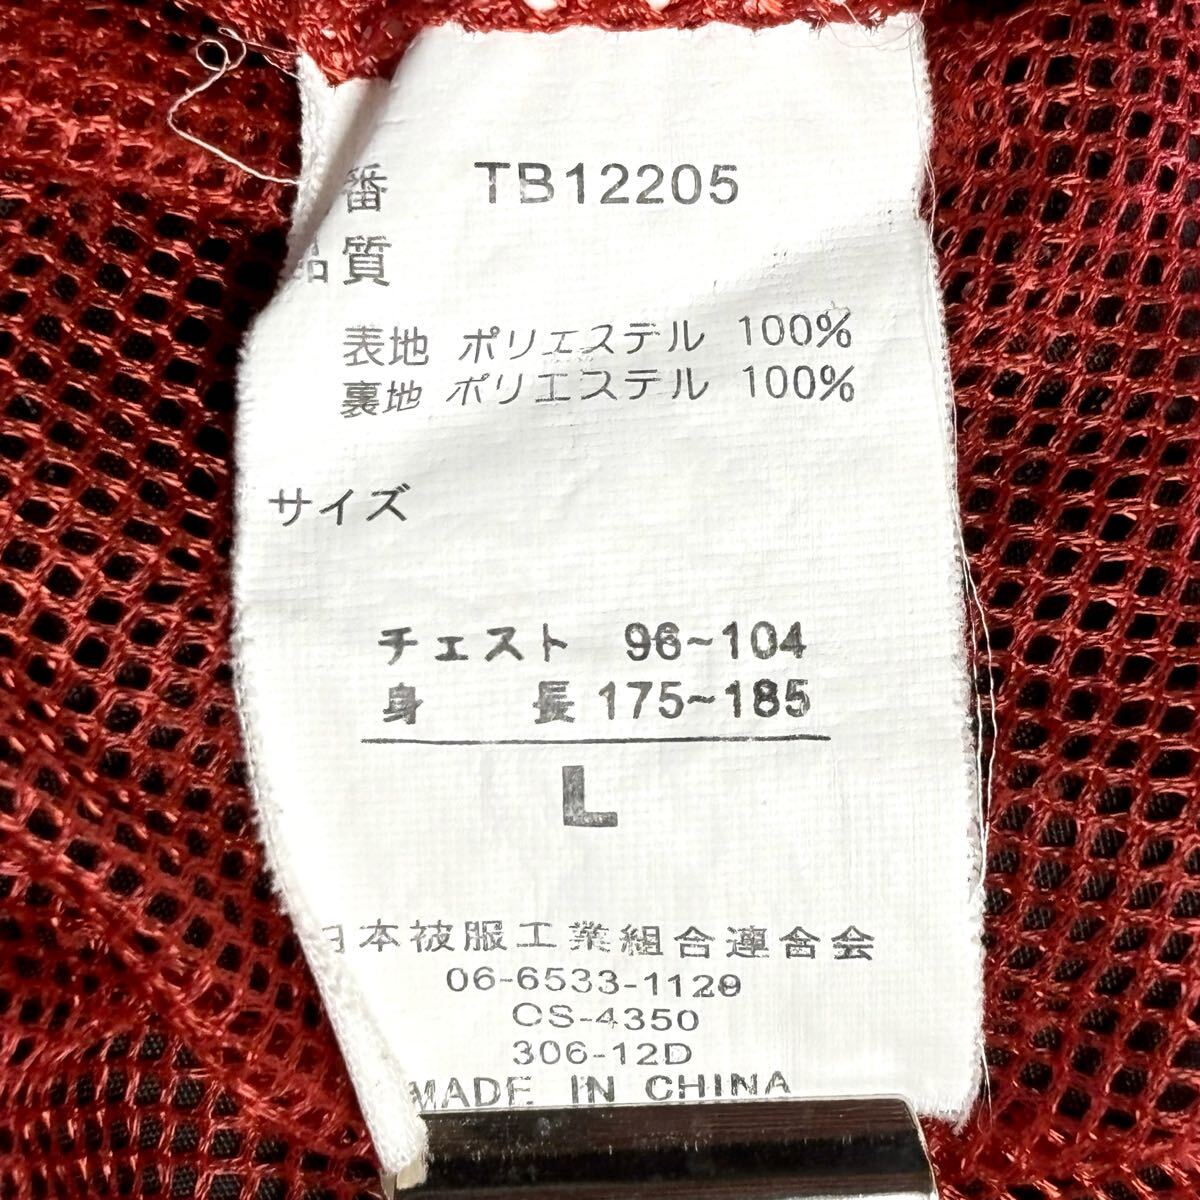 番 TB12205
品質
表地 ポリエステル 100%
裏地 ポリエステル 100%
サイズ
チェスト 96~104
身 長 175~185
L
日本被服工業組合連合会
06-6533-1129
CS-4350
306-12D
MADE IN CHINA